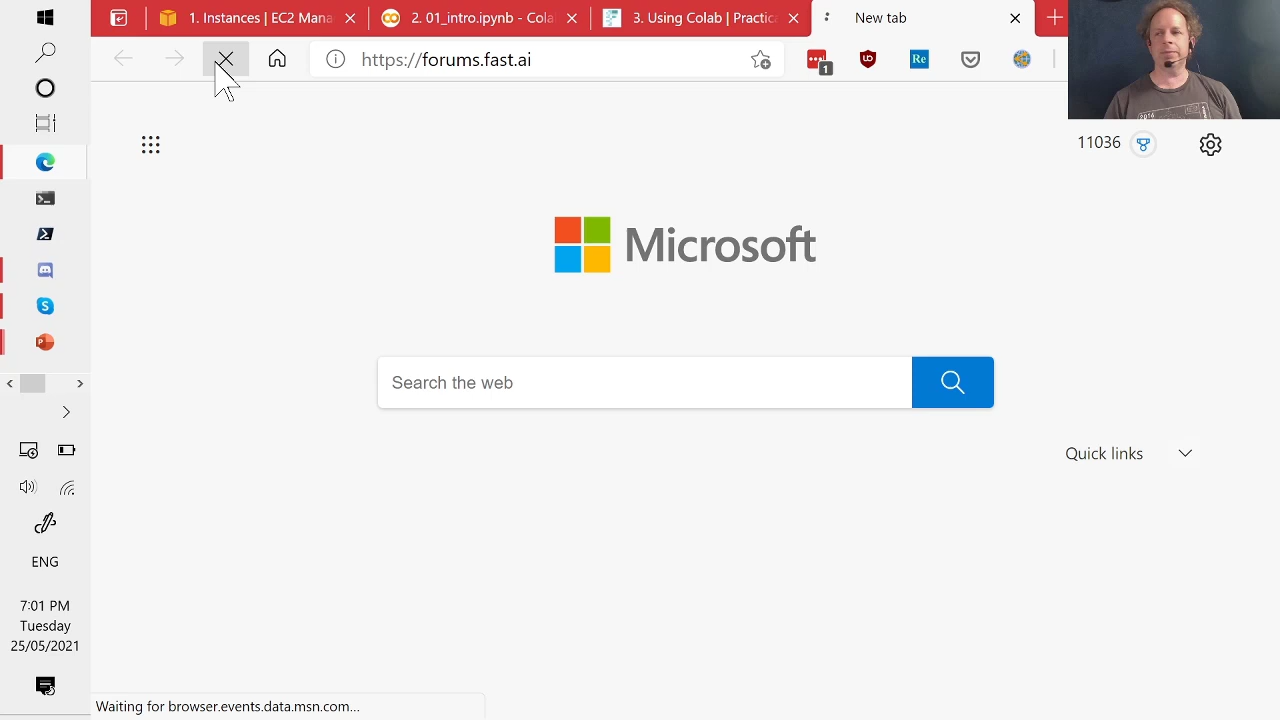 1. Instances | EC2 Mana
2. 01_intro.ipynb - Cola
3. Using Colab | Practica
New tab
https://forums.fast.ai
1
Re
11036
Microsoft
Search the web
Quick links
ENG
7:01 PM
Tuesday
25/05/2021
Waiting for browser.events.data.msn.com...